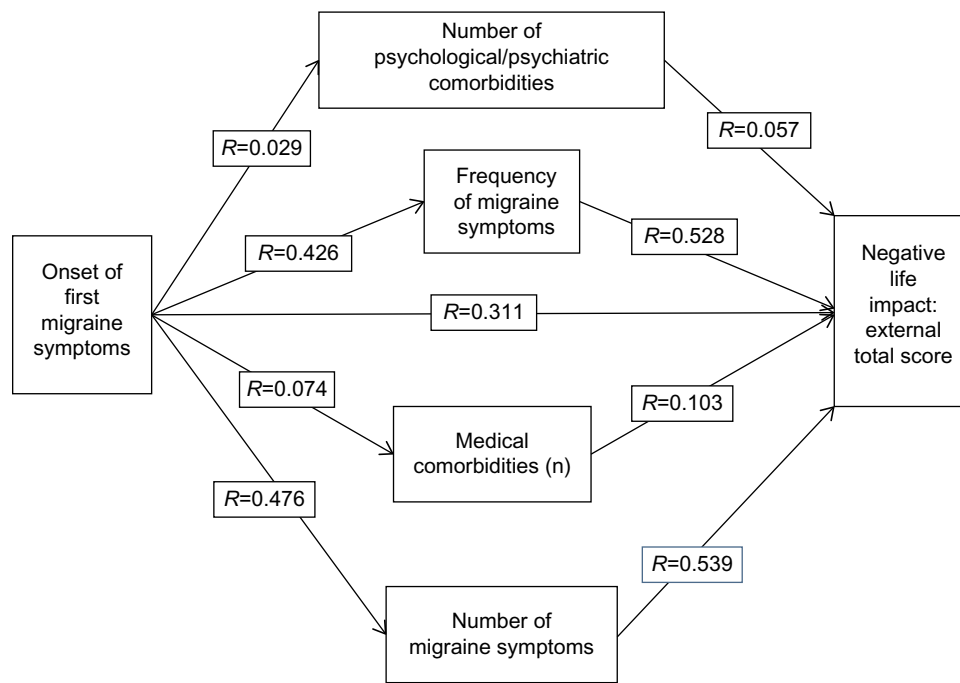 Number of
psychological/psychiatric
comorbidities
R=0.029
R=0.057
Frequency
of migraine
symptoms
R=0.426
R=0.528
Onset of
first
migraine
symptoms
R=0.311
Negative
life
impact:
external
total score
R=0.074
R=0.103
Medical
comorbidities (n)
R=0.476
R=0.539
Number of
migraine symptoms